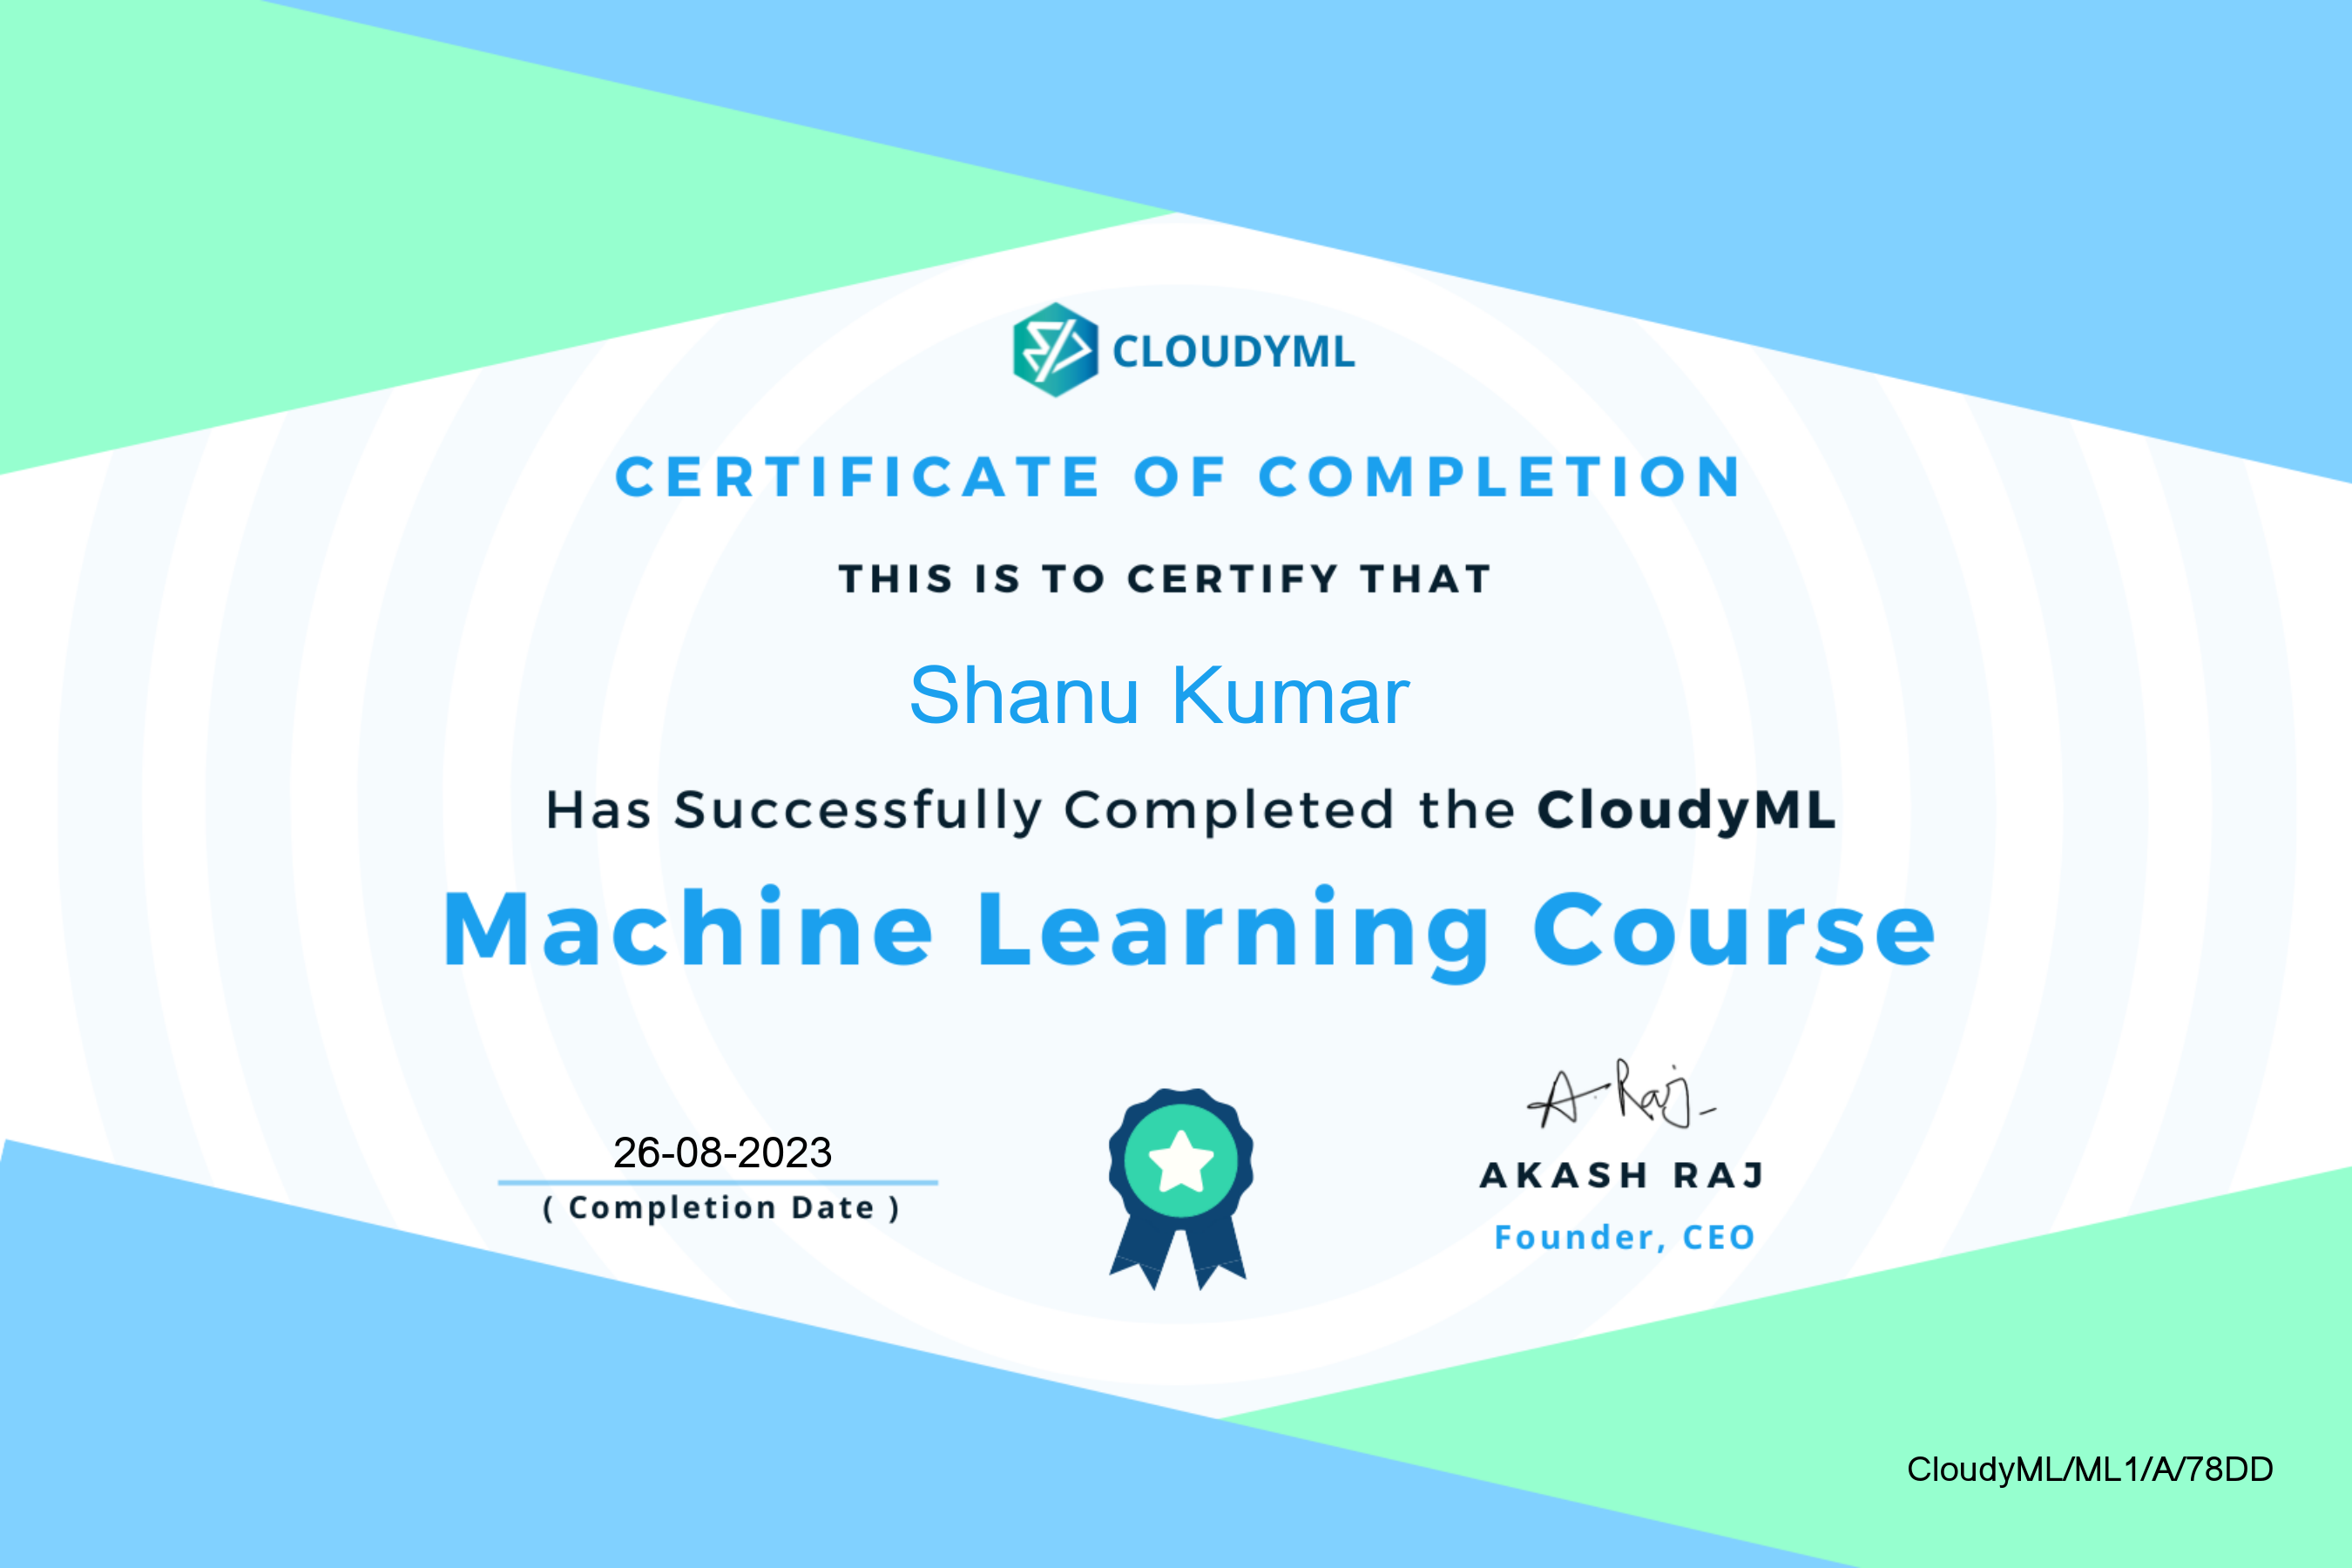 CLOUDYML
CERTIFICATE OF COMPLETION
THIS IS TO CERTIFY THAT
Shanu Kumar
Has Successfully Completed the CloudyML
Machine Learning Course
26-08-2023
( Completion Date )
A. Raj
AKASH RAJ
Founder, CEO
CloudyML/ML1/A/78DD